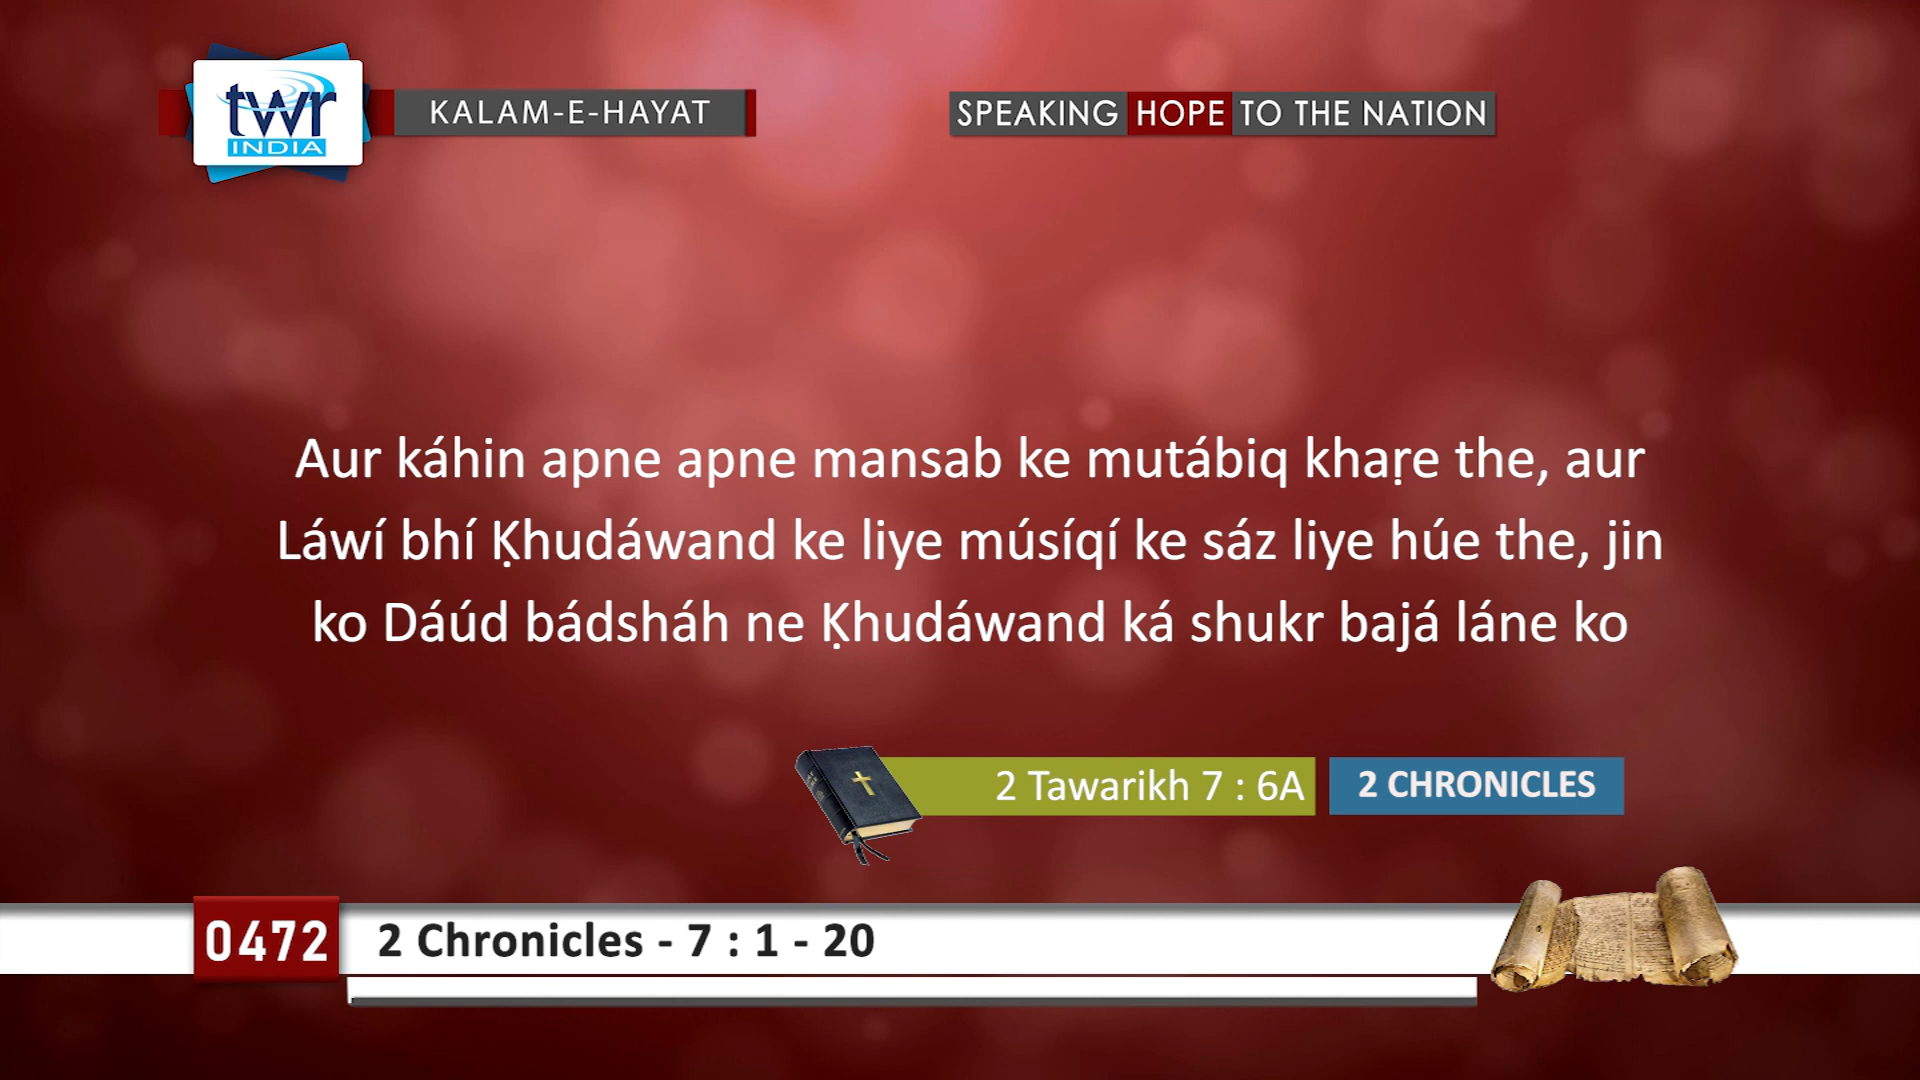 twr
INDIA
KALAM-E-HAYAT
SPEAKING HOPE TO THE NATION
Aur káhin apne apne mansab ke mutábiq khaṛe the, aur
Láwí bhí Ḳhudáwand ke liye músíqí ke sáz liye húe the, jin
ko Dáúd bádsháh ne Ḳhudáwand ká shukr bajá láne ko
2 Tawarikh 7 : 6A
2 CHRONICLES
0472
2 Chronicles - 7 : 1 - 20